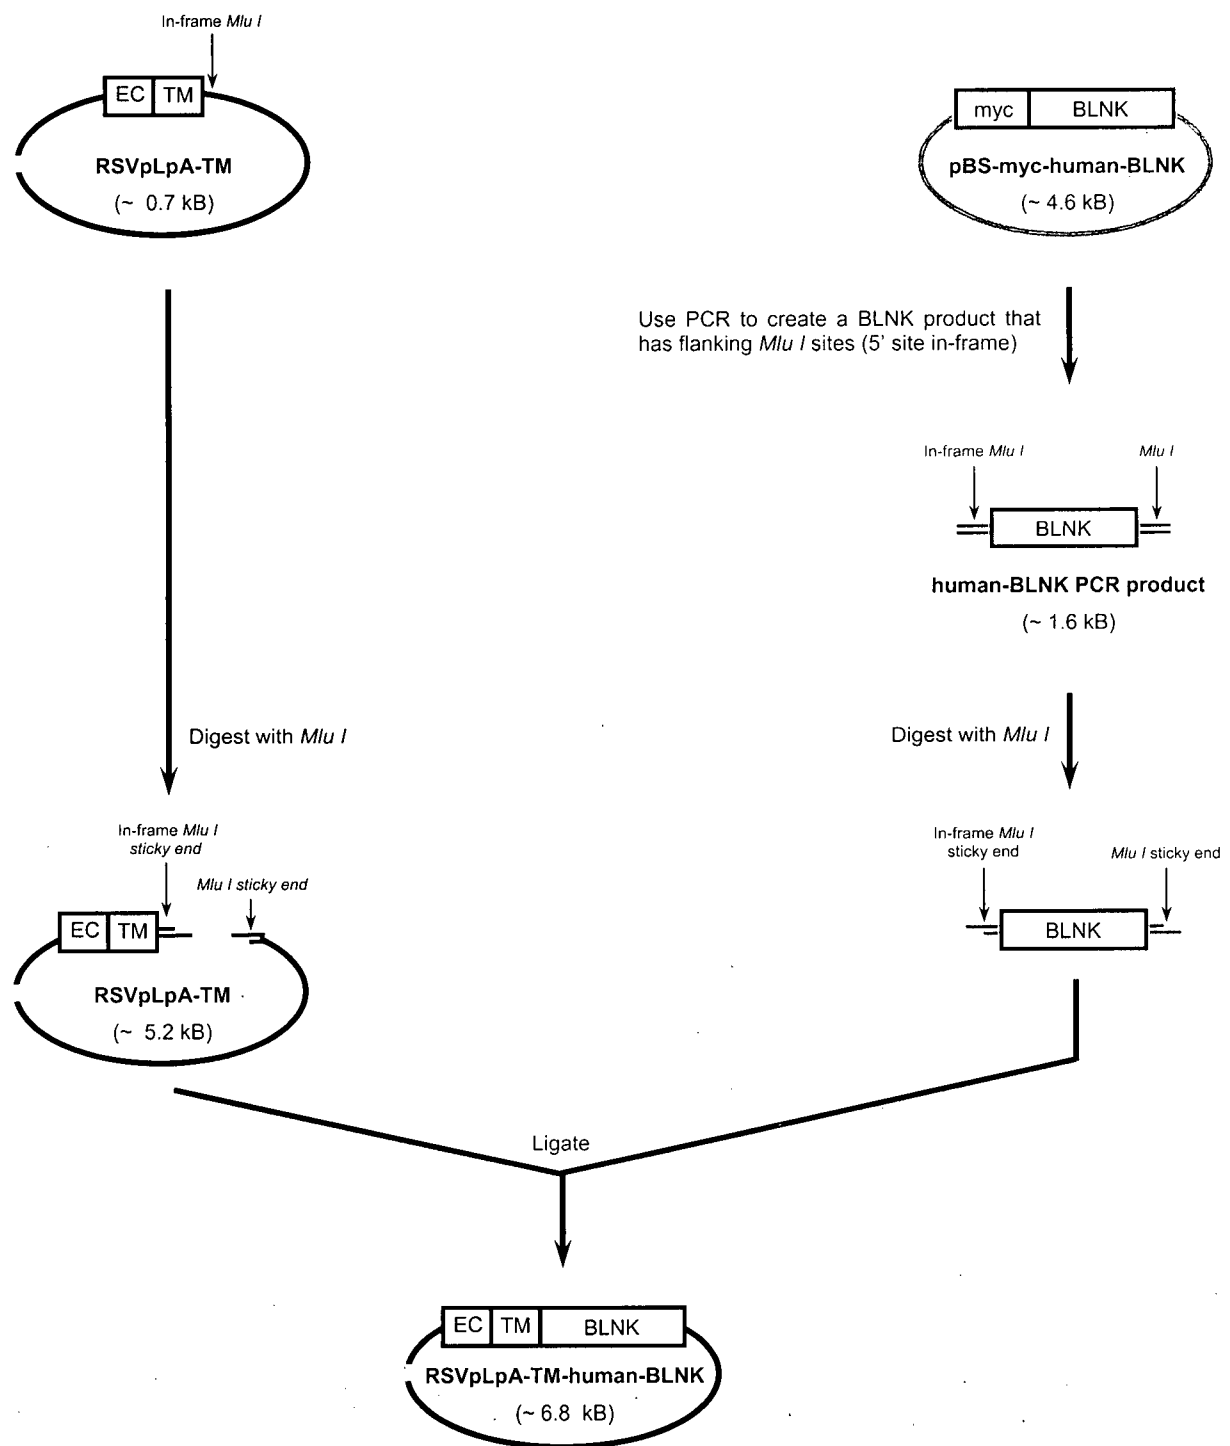 In-frame Mlu I
EC TM
RSVpLpA-TM
(~ 0.7 kB)
myc BLNK
pBS-myc-human-BLNK
(~ 4.6 kB)
Use PCR to create a BLNK product that
has flanking Mlu I sites (5' site in-frame)
In-frame Mlu I
Mlu I
BLNK
human-BLNK PCR product
(~ 1.6 kB)
Digest with Mlu I
Digest with Mlu I
In-frame Mlu I
sticky end
Mlu I sticky end
EC TM
RSVpLpA-TM
(~ 5.2 kB)
In-frame Mlu I
sticky end
Mlu I sticky end
BLNK
Ligate
EC TM BLNK
RSVpLpA-TM-human-BLNK
(~ 6.8 kB)